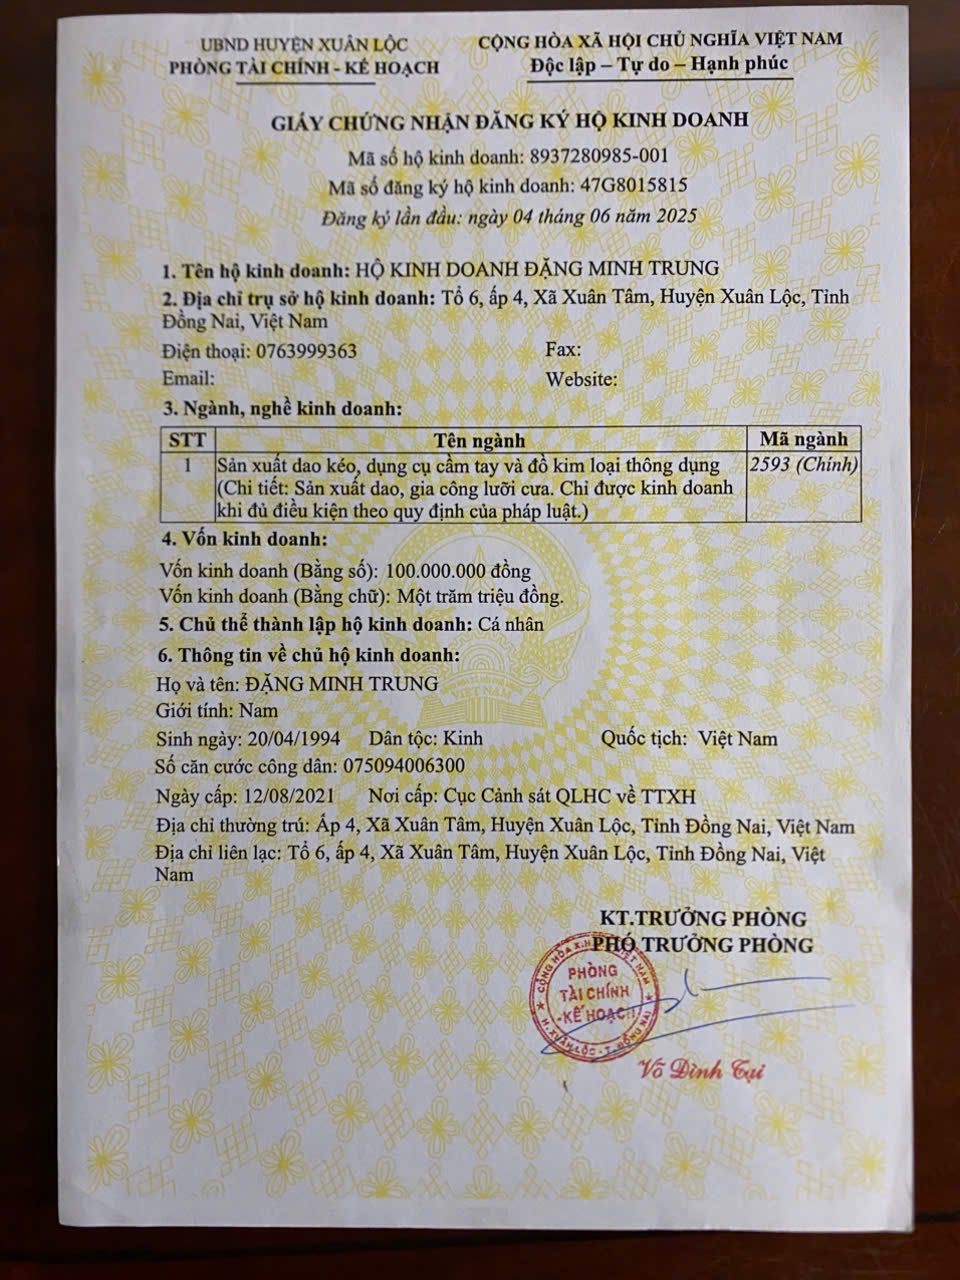 UBND HUYỆN XUÂN LỘC
PHÒNG TÀI CHÍNH - KẾ HOẠCH
CỘNG HÒA XÃ HỘI CHỦ NGHĨA VIỆT NAM
Độc lập – Tự do – Hạnh phúc
GIẤY CHỨNG NHẬN ĐĂNG KÝ HỘ KINH DOANH
Mã số hộ kinh doanh: 8937280985-001
Mã số đăng ký hộ kinh doanh: 47G8015815
Đăng ký lần đầu: ngày 04 tháng 06 năm 2025
1. Tên hộ kinh doanh: HỘ KINH DOANH ĐẶNG MINH TRUNG
2. Địa chỉ trụ sở hộ kinh doanh: Tổ 6, ấp 4, Xã Xuân Tâm, Huyện Xuân Lộc, Tỉnh
Đồng Nai, Việt Nam
Điện thoại: 0763999363 Fax:
Email: Website:
3. Ngành, nghề kinh doanh:
STT Tên ngành Mã ngành
1 Sản xuất dao kéo, dụng cụ cầm tay và đồ kim loại thông dụng 2593 (Chính)
(Chi tiết: Sản xuất dao, gia công lưỡi cưa. Chỉ được kinh doanh
khi đủ điều kiện theo quy định của pháp luật.)
4. Vốn kinh doanh:
Vốn kinh doanh (Bằng số): 100.000.000 đồng
Vốn kinh doanh (Bằng chữ): Một trăm triệu đồng.
5. Chủ thể thành lập hộ kinh doanh: Cá nhân
6. Thông tin về chủ hộ kinh doanh:
Họ và tên: ĐẶNG MINH TRUNG
VIỆT NAM
Giới tính: Nam
Sinh ngày: 20/04/1994 Dân tộc: Kinh Quốc tịch: Việt Nam
Số căn cước công dân: 075094006300
Ngày cấp: 12/08/2021 Nơi cấp: Cục Cảnh sát QLHC về TTXH
Địa chỉ thường trú: Ấp 4, Xã Xuân Tâm, Huyện Xuân Lộc, Tỉnh Đồng Nai, Việt Nam
Địa chỉ liên lạc: Tổ 6, ấp 4, Xã Xuân Tâm, Huyện Xuân Lộc, Tỉnh Đồng Nai, Việt
Nam
KT.TRƯỞNG PHÒNG
PHÓ TRƯỞNG PHÒNG
CỘNG HÒA X.H VIỆT NAM
PHÒNG
TÀI CHÍNH
-KẾ HOẠCH
H. XUÂN LỘC - T. ĐỒNG NAI
Võ Đình Tại